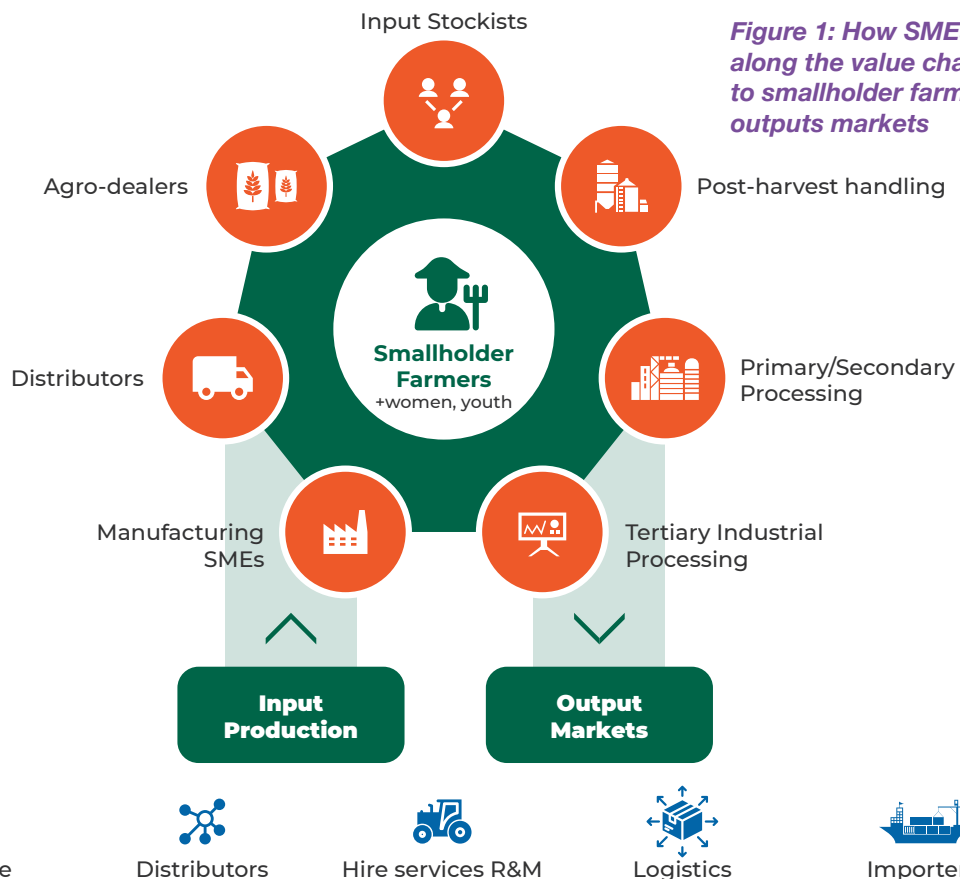 Input Stockists
Figure 1: How SME
along the value cha
to smallholder farm
outputs markets
Agro-dealers
Post-harvest handling
Smallholder
Farmers
+women, youth
Distributors
Primary/Secondary
Processing
Manufacturing
SMEs
Tertiary Industrial
Processing
Input
Production
Output
Markets
e
Distributors
Hire services R&M
Logistics
Importe